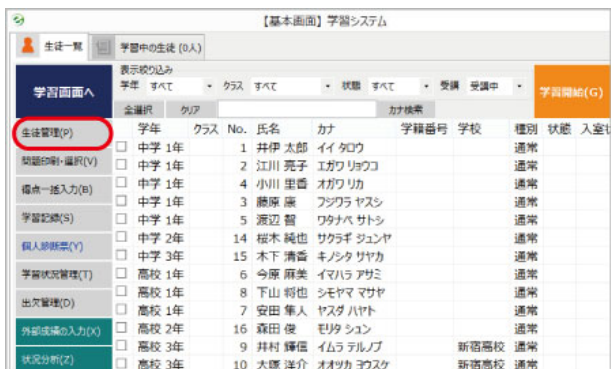 【基本画面】学習システム
生徒一覧 学習中の生徒 (0人)
表示絞り込み
学習画面へ 学年 すべて クラス すべて 状態 すべて 受講 受講中 学習開始(G)
全選択 クリア カナ検索
生徒管理(P)
問題印刷・選択(V)
得点一括入力(B)
学習記録(S)
個人診断票(Y)
学習状況管理(T)
出欠管理(D)
外部成績の入力(X)
状況分析(Z)
学年 クラス No. 氏名 カナ 学籍番号 学校 種別 状態 入室
中学 1年 1 井伊 太郎 イイ タロウ 通常
中学 1年 2 江川 亮子 エガワ リョウコ 通常
中学 1年 4 小川 里香 オガワ リカ 通常
中学 1年 3 藤原 康 フジワラ ヤスシ 通常
中学 1年 5 渡辺 智 ワタナベ サトシ 通常
中学 2年 14 桜木 純也 サクラギ ジュンヤ 通常
中学 3年 15 木下 清香 キノシタ サヤカ 通常
高校 1年 6 今原 麻美 イマハラ アサミ 通常
高校 1年 8 下山 将也 シモヤマ マサヤ 通常
高校 1年 7 安田 隼人 ヤスダ ハヤト 通常
高校 2年 16 森田 俊 モリタ シュン 通常
高校 3年 9 井村 輝信 イムラ テルノブ 新宿高校 通常
高校 3年 10 大塚 洋介 オオツカ ヨウスケ 新宿高校 通常